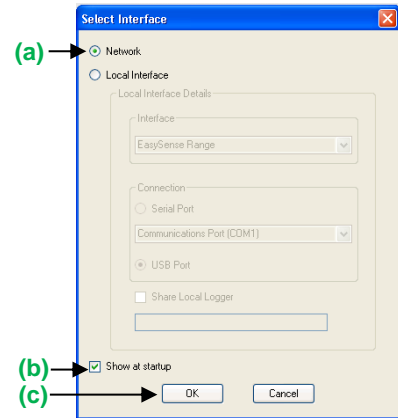 Select Interface
(a) Network
Local Interface
Local Interface Details
Interface
EasySense Range
Connection
Serial Port
Communications Port (COM1)
USB Port
Share Local Logger
(b) Show at startup
(c) OK Cancel